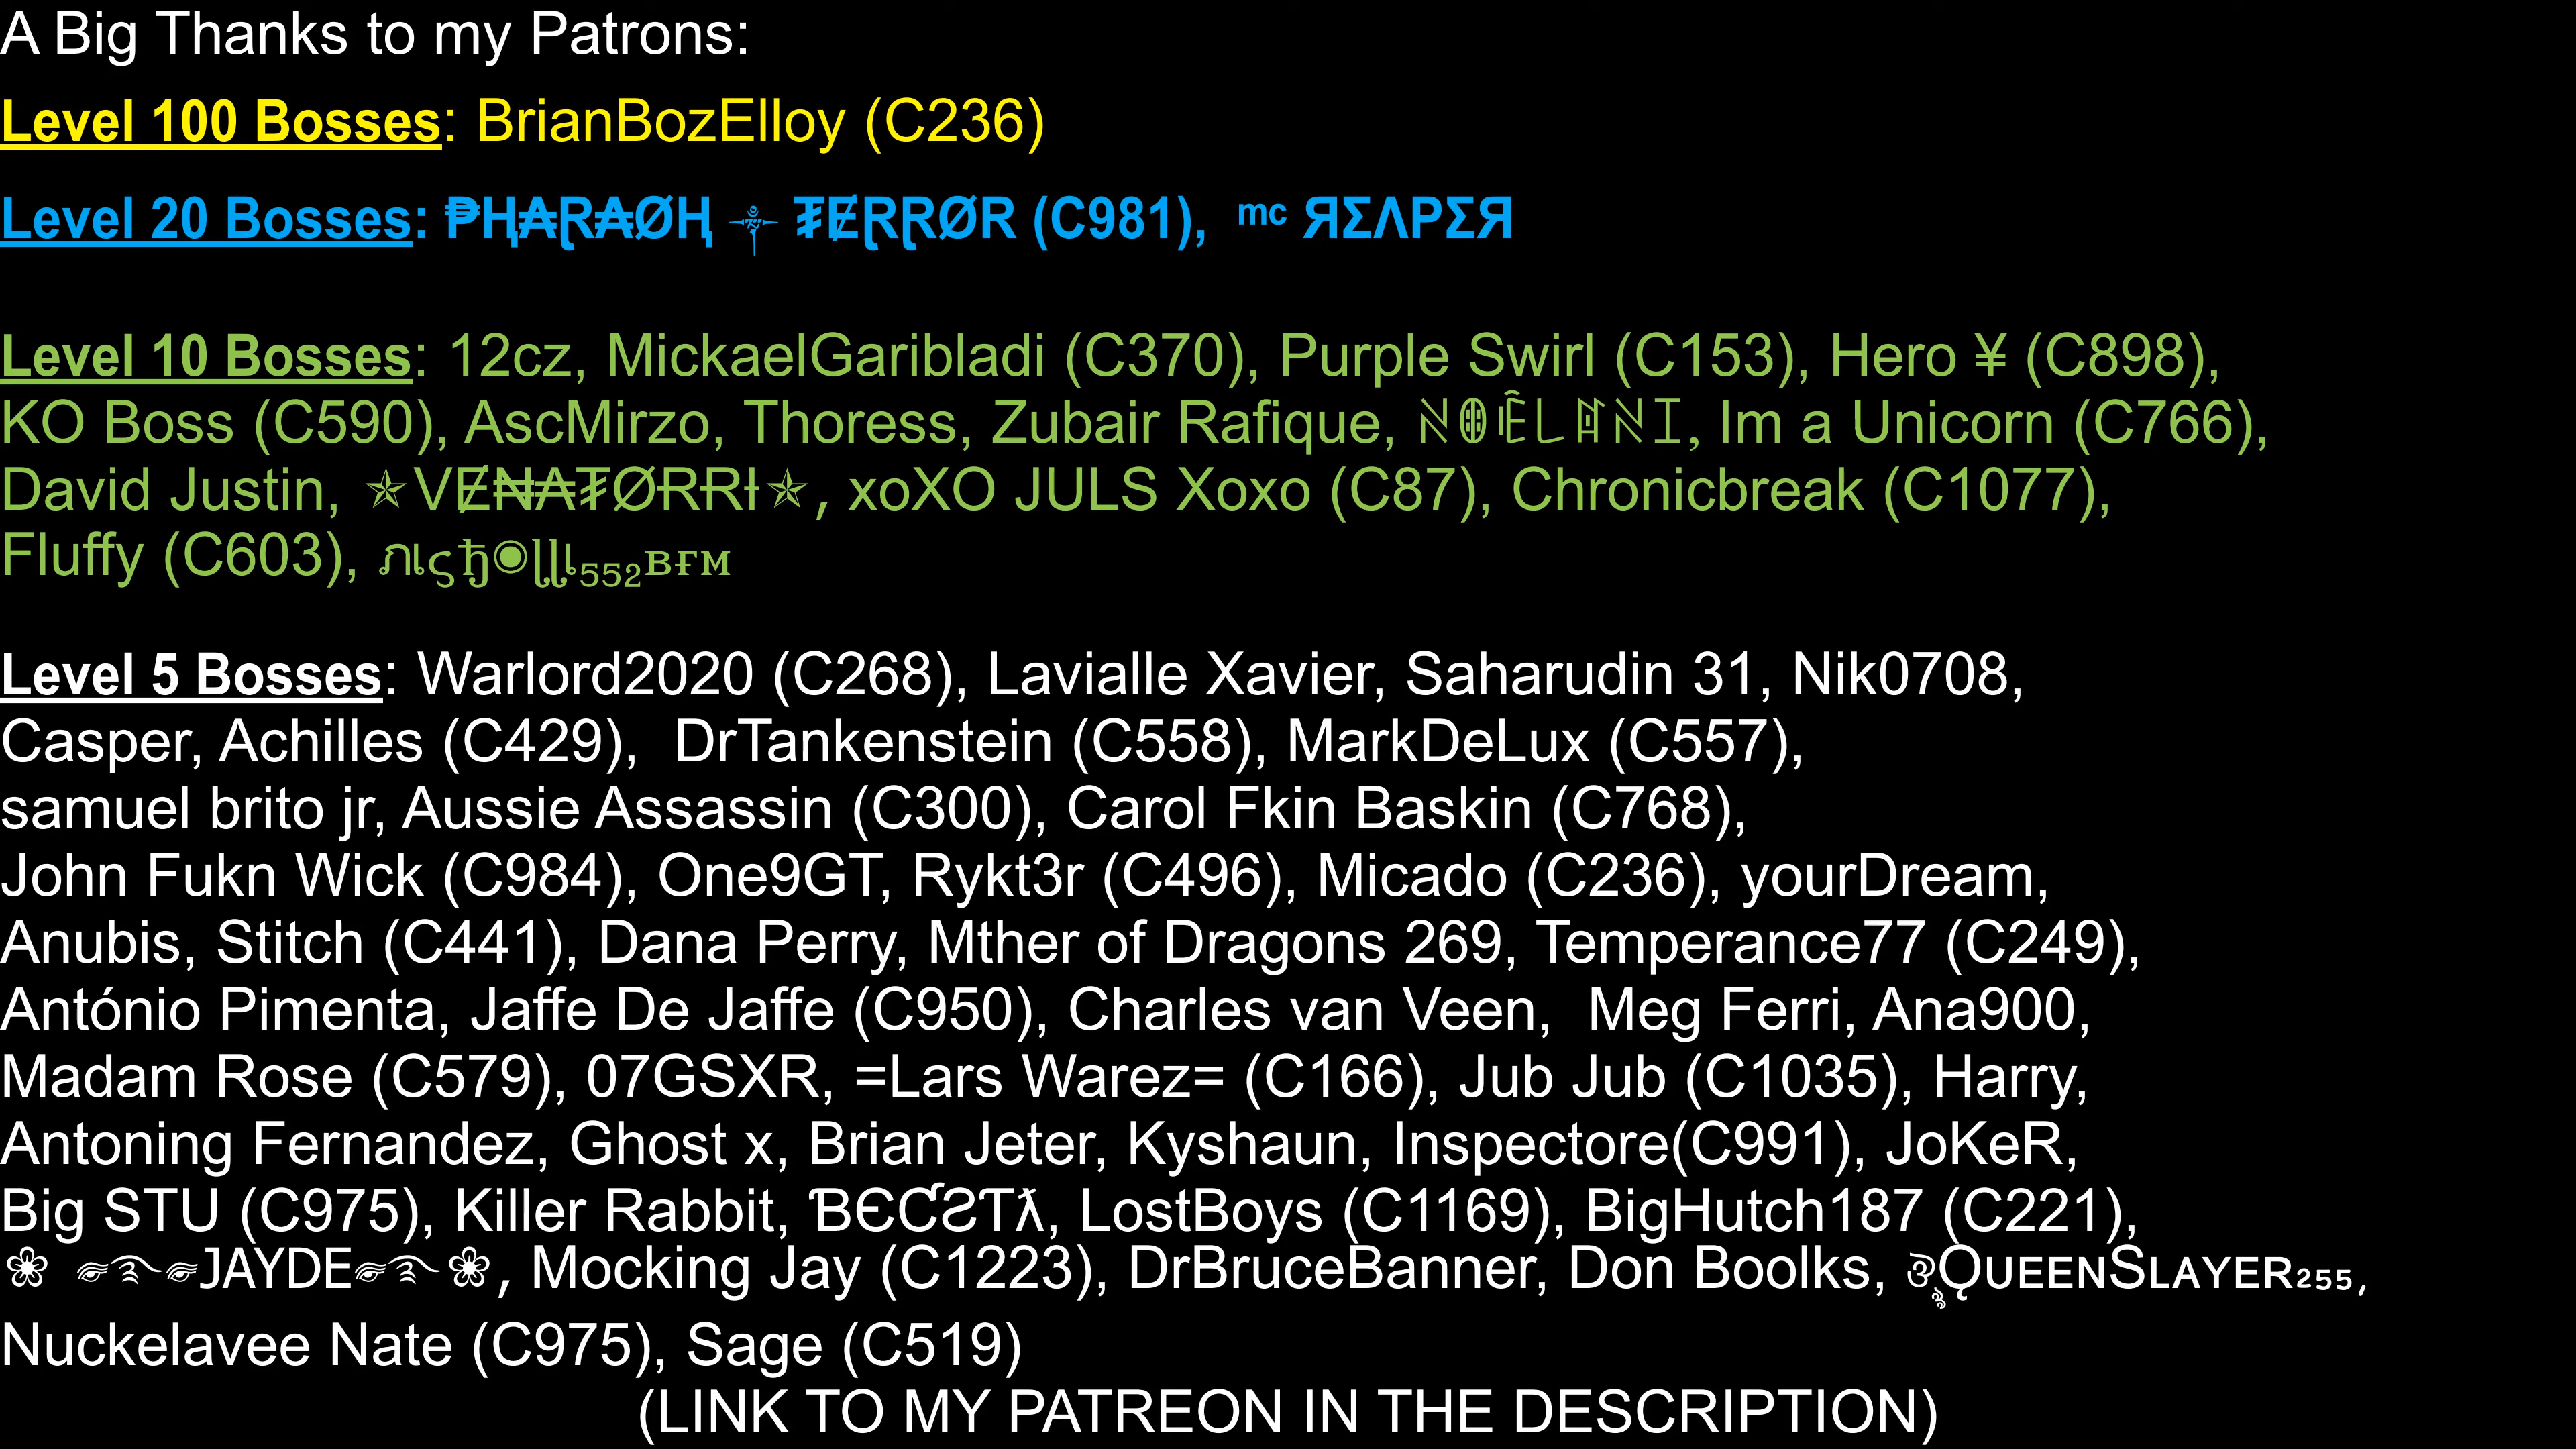 A Big Thanks to my Patrons:
Level 100 Bosses: BrianBozElloy (C236)
Level 20 Bosses: ₱Ⱨ₳Ɽ₳ØⱧ ༒ ŦɆⱤⱤØR (C981), ᵐᶜ ЯΣΛPΣЯ
Level 10 Bosses: 12cz, MickaelGaribladi (C370), Purple Swirl (C153), Hero ¥ (C898),
KO Boss (C590), AscMirzo, Thoress, Zubair Rafique, Im a Unicorn (C766),
David Justin, ✯VɆ₦₳₮ØɌɌł✯, xoXO JULS Xoxo (C87), Chronicbreak (C1077),
Fluffy (C603),
Level 5 Bosses: Warlord2020 (C268), Lavialle Xavier, Saharudin 31, Nik0708,
Casper, Achilles (C429), DrTankenstein (C558), MarkDeLux (C557),
samuel brito jr, Aussie Assassin (C300), Carol Fkin Baskin (C768),
John Fukn Wick (C984), One9GT, Rykt3r (C496), Micado (C236), yourDream,
Anubis, Stitch (C441), Dana Perry, Mther of Dragons 269, Temperance77 (C249),
António Pimenta, Jaffe De Jaffe (C950), Charles van Veen, Meg Ferri, Ana900,
Madam Rose (C579), 07GSXR, =Lars Warez= (C166), Jub Jub (C1035), Harry,
Antoning Fernandez, Ghost x, Brian Jeter, Kyshaun, Inspectore(C991), JoKeR,
Big STU (C975), Killer Rabbit, ƁЄƇƧƬƛ, LostBoys (C1169), BigHutch187 (C221),
❀ ࿐JAYDE࿐❀, Mocking Jay (C1223), DrBruceBanner, Don Boolks, ঔৣQᴜᴇᴇɴSʟᴀʏᴇʀ₂₅₅,
Nuckelavee Nate (C975), Sage (C519)
(LINK TO MY PATREON IN THE DESCRIPTION)